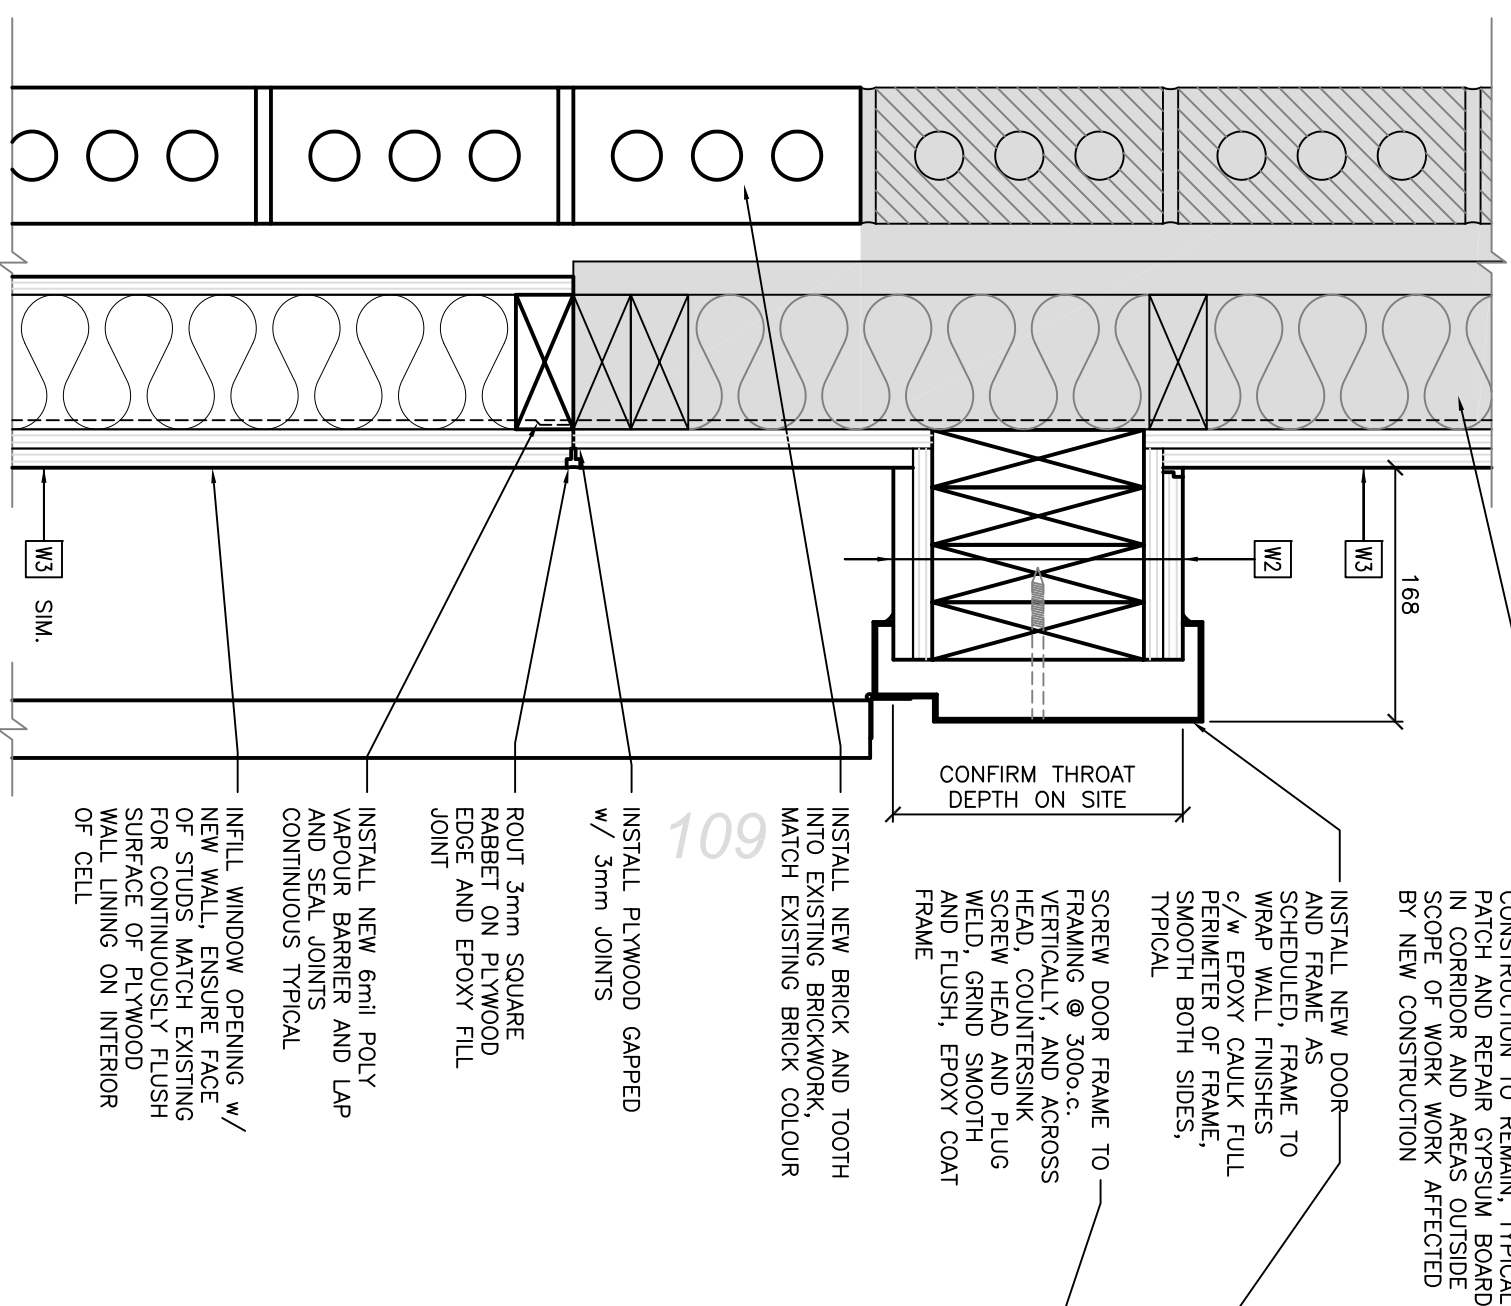 CONSTRUCTION TO REMAIN, TYPICAL
PATCH AND REPAIR GYPSUM BOARD
IN CORRIDOR AND AREAS OUTSIDE
SCOPE OF WORK WORK AFFECTED
BY NEW CONSTRUCTION
INSTALL NEW DOOR
AND FRAME AS
SCHEDULED, FRAME TO
WRAP WALL FINISHES
c/w EPOXY CAULK FULL
PERIMETER OF FRAME,
SMOOTH BOTH SIDES,
TYPICAL
SCREW DOOR FRAME TO
FRAMING @ 300o.c.
VERTICALLY, AND ACROSS
HEAD, COUNTERSINK
SCREW HEAD AND PLUG
WELD, GRIND SMOOTH
AND FLUSH, EPOXY COAT
FRAME
INSTALL NEW BRICK AND TOOTH
INTO EXISTING BRICKWORK,
MATCH EXISTING BRICK COLOUR
INSTALL PLYWOOD GAPPED
w/ 3mm JOINTS
ROUT 3mm SQUARE
RABBET ON PLYWOOD
EDGE AND EPOXY FILL
JOINT
INSTALL NEW 6mil POLY
VAPOUR BARRIER AND LAP
AND SEAL JOINTS
CONTINUOUS TYPICAL
INFILL WINDOW OPENING w/
NEW WALL, ENSURE FACE
OF STUDS MATCH EXISTING
FOR CONTINUOUSLY FLUSH
SURFACE OF PLYWOOD
WALL LINING ON INTERIOR
OF CELL
168
W3
W2
W3 SIM.
CONFIRM THROAT
DEPTH ON SITE
109